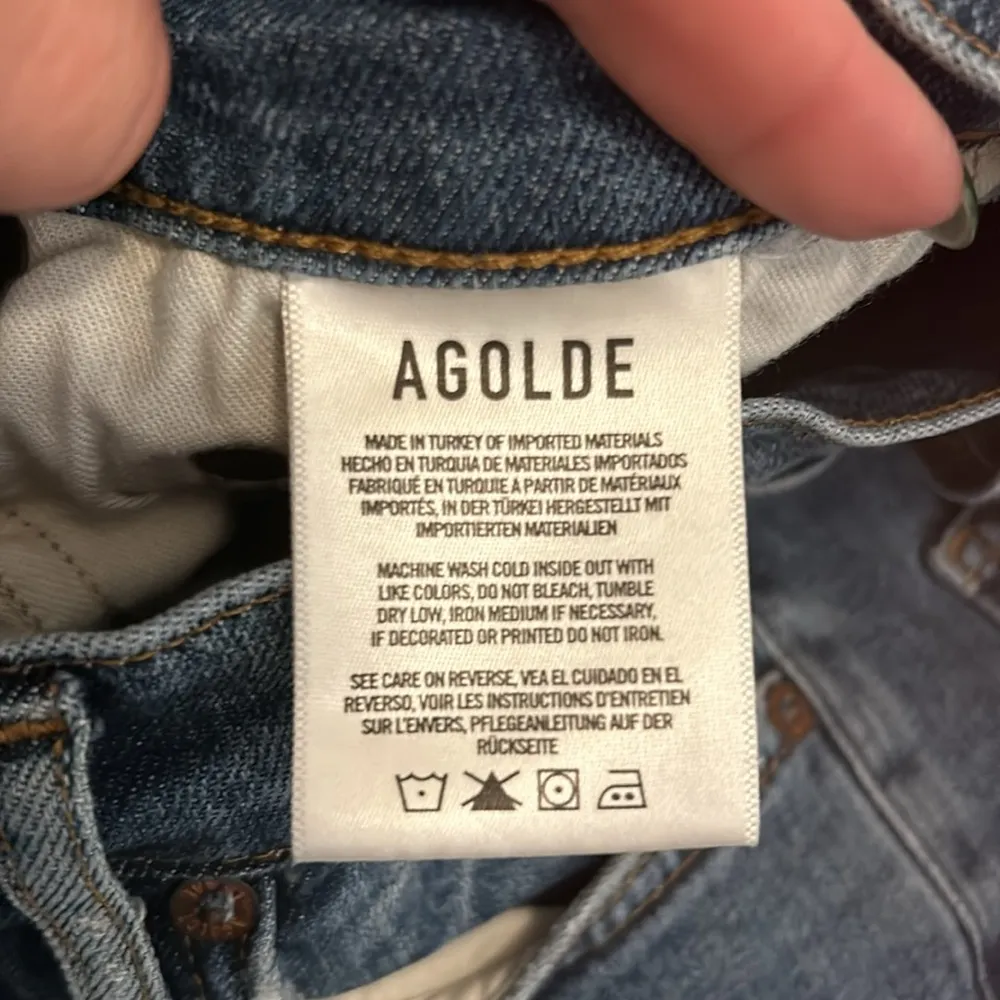 AGOLDE
MADE IN TURKEY OF IMPORTED MATERIALS
HECHO EN TURQUIA DE MATERIALES IMPORTADOS
FABRIQUÉ EN TURQUIE A PARTIR DE MATÉRIAUX
IMPORTÉS, IN DER TÜRKEI HERGESTELLT MIT
IMPORTIERTEN MATERIALIEN
MACHINE WASH COLD INSIDE OUT WITH
LIKE COLORS, DO NOT BLEACH, TUMBLE
DRY LOW, IRON MEDIUM IF NECESSARY,
IF DECORATED OR PRINTED DO NOT IRON.
SEE CARE ON REVERSE, VEA EL CUIDADO EN EL
REVERSO, VOIR LES INSTRUCTIONS D'ENTRETIEN
SUR L'ENVERS, PFLEGEANLEITUNG AUF DER
RÜCKSEITE